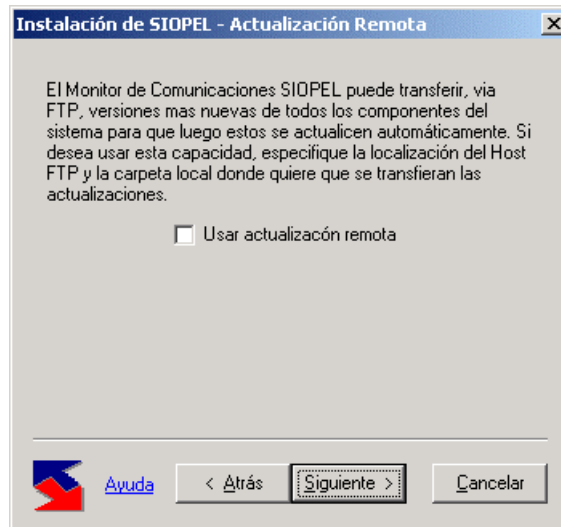 Instalación de SIOPEL - Actualización Remota
El Monitor de Comunicaciones SIOPEL puede transferir, via
FTP, versiones mas nuevas de todos los componentes del
sistema para que luego estos se actualicen automáticamente. Si
desea usar esta capacidad, especifique la localización del Host
FTP y la carpeta local donde quiere que se transfieran las
actualizaciones.
Usar actualizacón remota
Ayuda < Atrás Siguiente > Cancelar